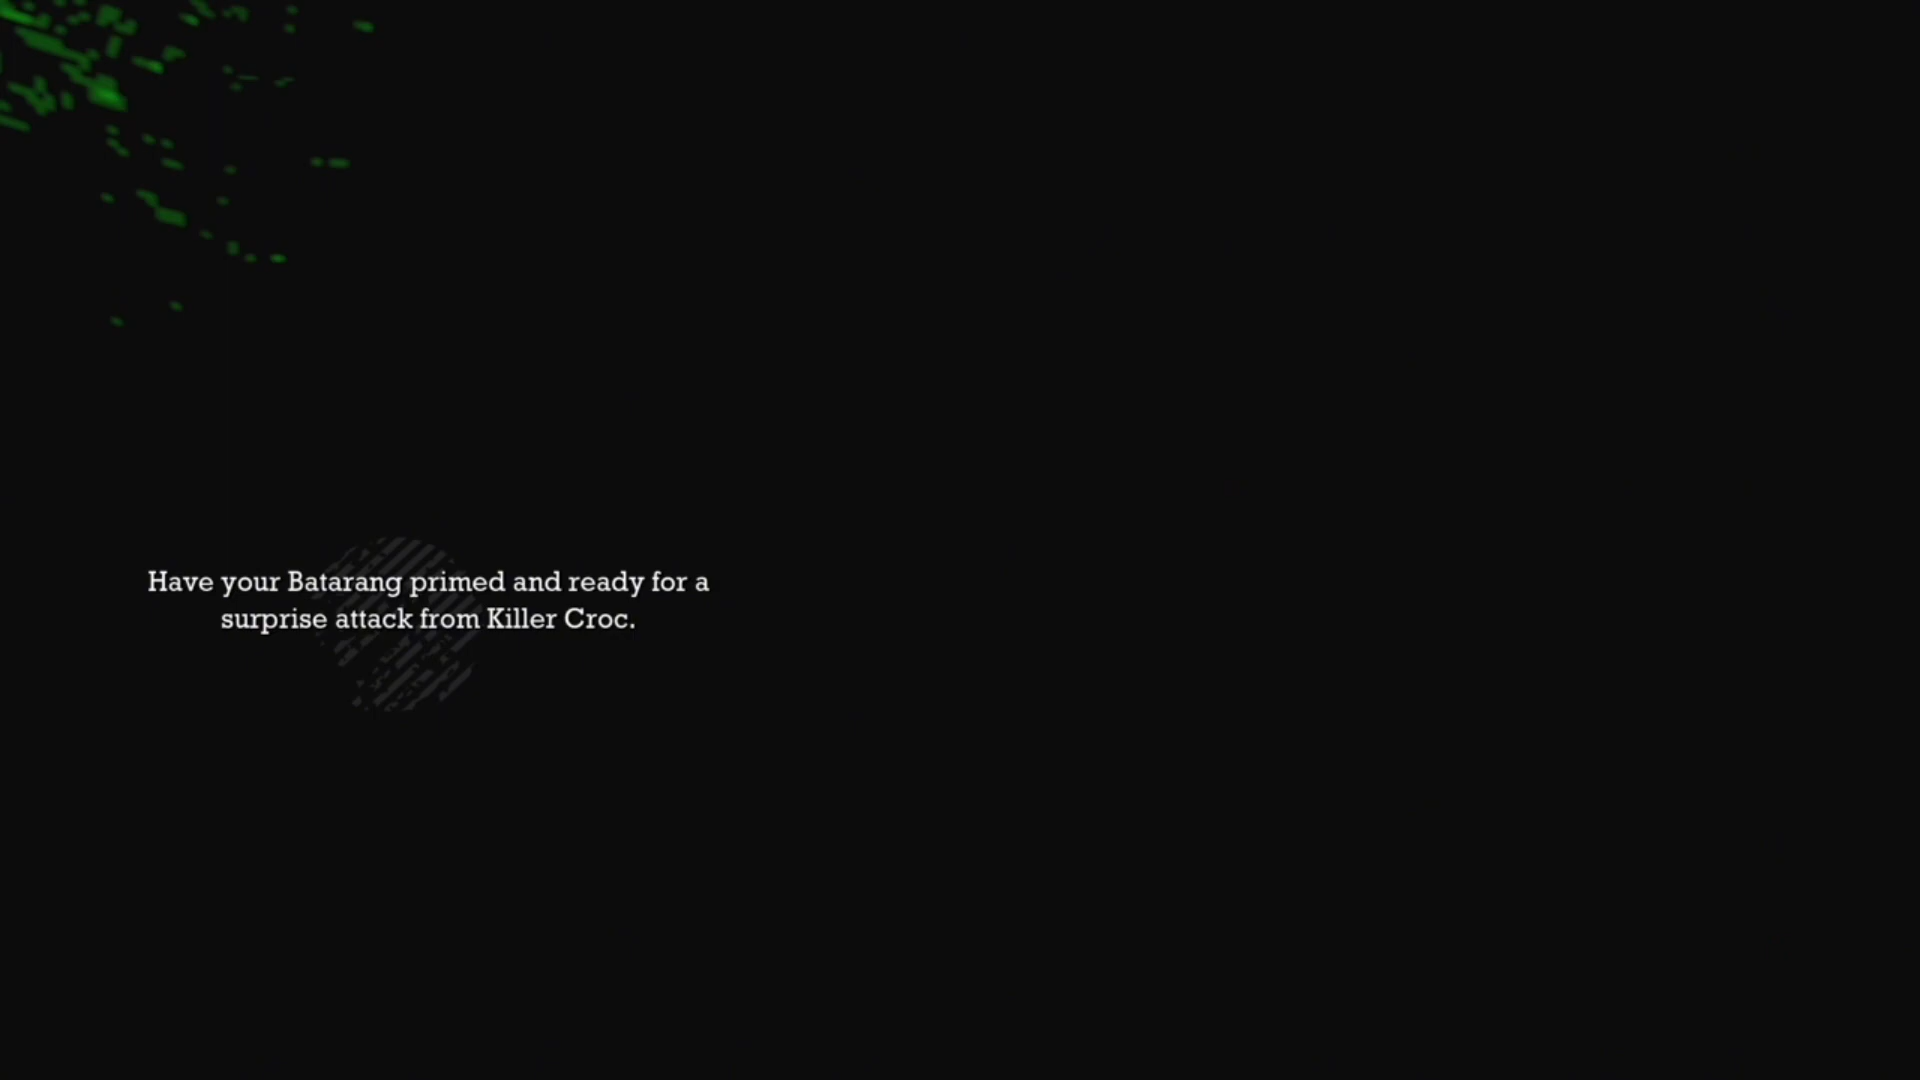 Have your Batarang primed and ready for a
surprise attack from Killer Croc.